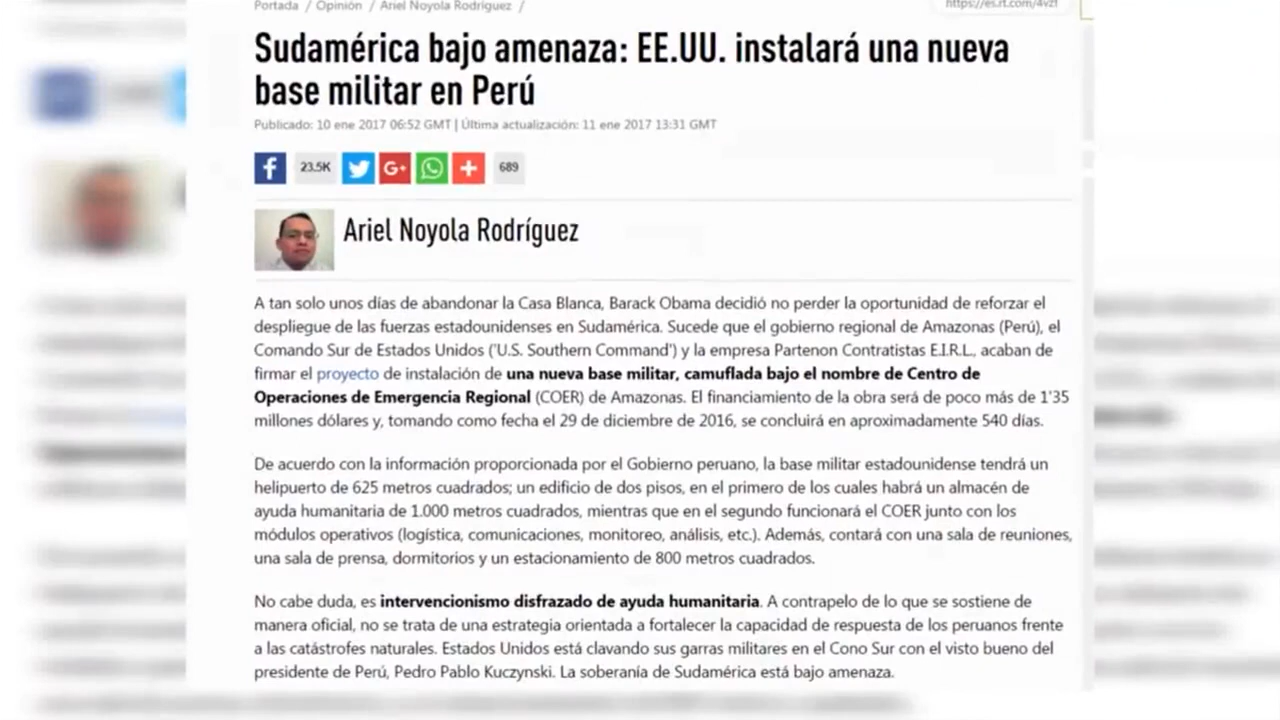 Portada / Opinión / Ariel Noyola Rodríguez /
https://es.rt.com/4vzf
Sudamérica bajo amenaza: EE.UU. instalará una nueva
base militar en Perú
Publicado: 10 ene 2017 06:52 GMT | Última actualización: 11 ene 2017 13:31 GMT
f 23.5K G+ + 689
Ariel Noyola Rodríguez
A tan solo unos días de abandonar la Casa Blanca, Barack Obama decidió no perder la oportunidad de reforzar el
despliegue de las fuerzas estadounidenses en Sudamérica. Sucede que el gobierno regional de Amazonas (Perú), el
Comando Sur de Estados Unidos ('U.S. Southern Command') y la empresa Partenon Contratistas E.I.R.L., acaban de
firmar el proyecto de instalación de una nueva base militar, camuflada bajo el nombre de Centro de
Operaciones de Emergencia Regional (COER) de Amazonas. El financiamiento de la obra será de poco más de 1'35
millones dólares y, tomando como fecha el 29 de diciembre de 2016, se concluirá en aproximadamente 540 días.
De acuerdo con la información proporcionada por el Gobierno peruano, la base militar estadounidense tendrá un
helipuerto de 625 metros cuadrados; un edificio de dos pisos, en el primero de los cuales habrá un almacén de
ayuda humanitaria de 1.000 metros cuadrados, mientras que en el segundo funcionará el COER junto con los
módulos operativos (logística, comunicaciones, monitoreo, análisis, etc.). Además, contará con una sala de reuniones,
una sala de prensa, dormitorios y un estacionamiento de 800 metros cuadrados.
No cabe duda, es intervencionismo disfrazado de ayuda humanitaria. A contrapelo de lo que se sostiene de
manera oficial, no se trata de una estrategia orientada a fortalecer la capacidad de respuesta de los peruanos frente
a las catástrofes naturales. Estados Unidos está clavando sus garras militares en el Cono Sur con el visto bueno del
presidente de Perú, Pedro Pablo Kuczynski. La soberanía de Sudamérica está bajo amenaza.